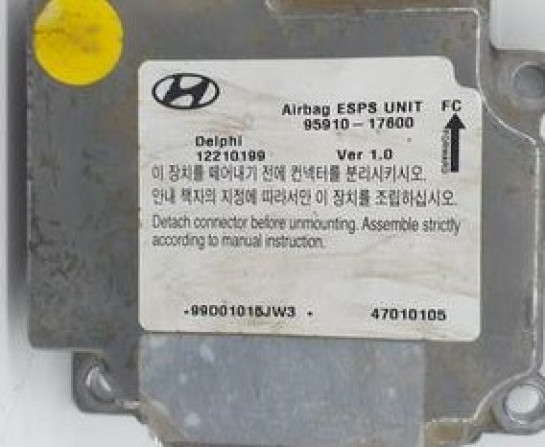 Airbag ESPS UNIT FC
95910-17600
Delphi
12210199 Ver 1.0
FORWARD
이 장치를 떼어내기 전에 컨넥터를 분리시키시오.
안내 책자의 지정에 따라서만 이 장치를 조립하십시오.
Detach connector before unmounting. Assemble strictly
according to manual instruction.
·99D01015JW3 · 47010105